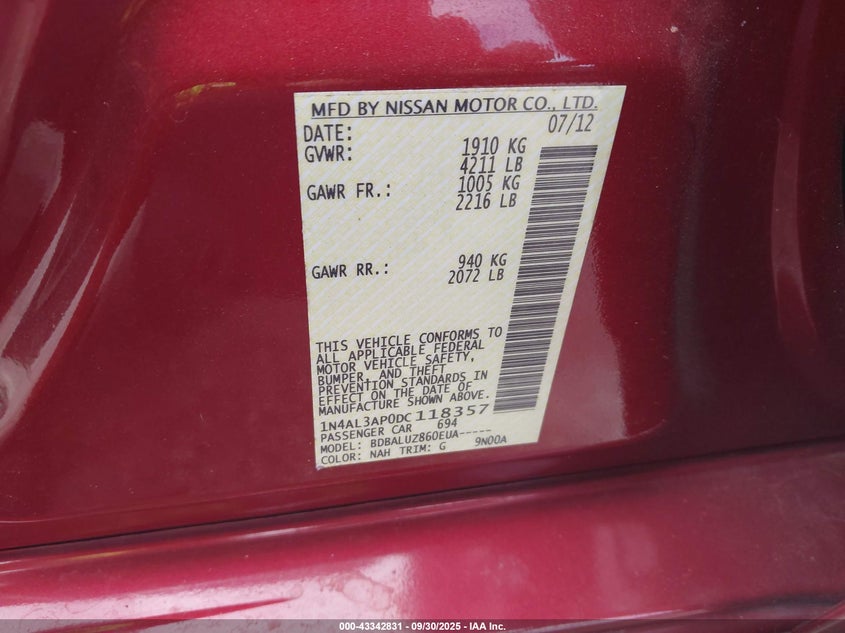 MFD BY NISSAN MOTOR CO., LTD.
DATE: 07/12
GVWR: 1910 KG
4211 LB
GAWR FR.: 1005 KG
2216 LB
GAWR RR.: 940 KG
2072 LB
THIS VEHICLE CONFORMS TO
ALL APPLICABLE FEDERAL
MOTOR VEHICLE SAFETY,
BUMPER, AND THEFT
PREVENTION STANDARDS IN
EFFECT ON THE DATE OF
MANUFACTURE SHOWN ABOVE.
1N4AL3AP0DC118357
PASSENGER CAR 694
MODEL: BDBALUZ860EUA-----
COLOR: NAH TRIM: G 9N00A
000-43342831 - 09/30/2025 - IAA Inc.